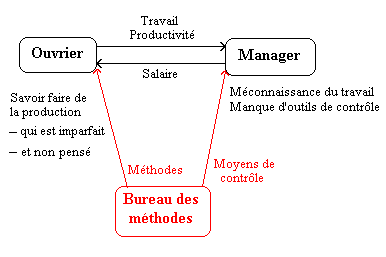 Travail
Productivité
Ouvrier
Manager
Salaire
Savoir faire de
la production
– qui est imparfait
– et non pensé
Méconnaissance du travail
Manque d'outils de contrôle
Méthodes
Moyens de
contrôle
Bureau des
méthodes